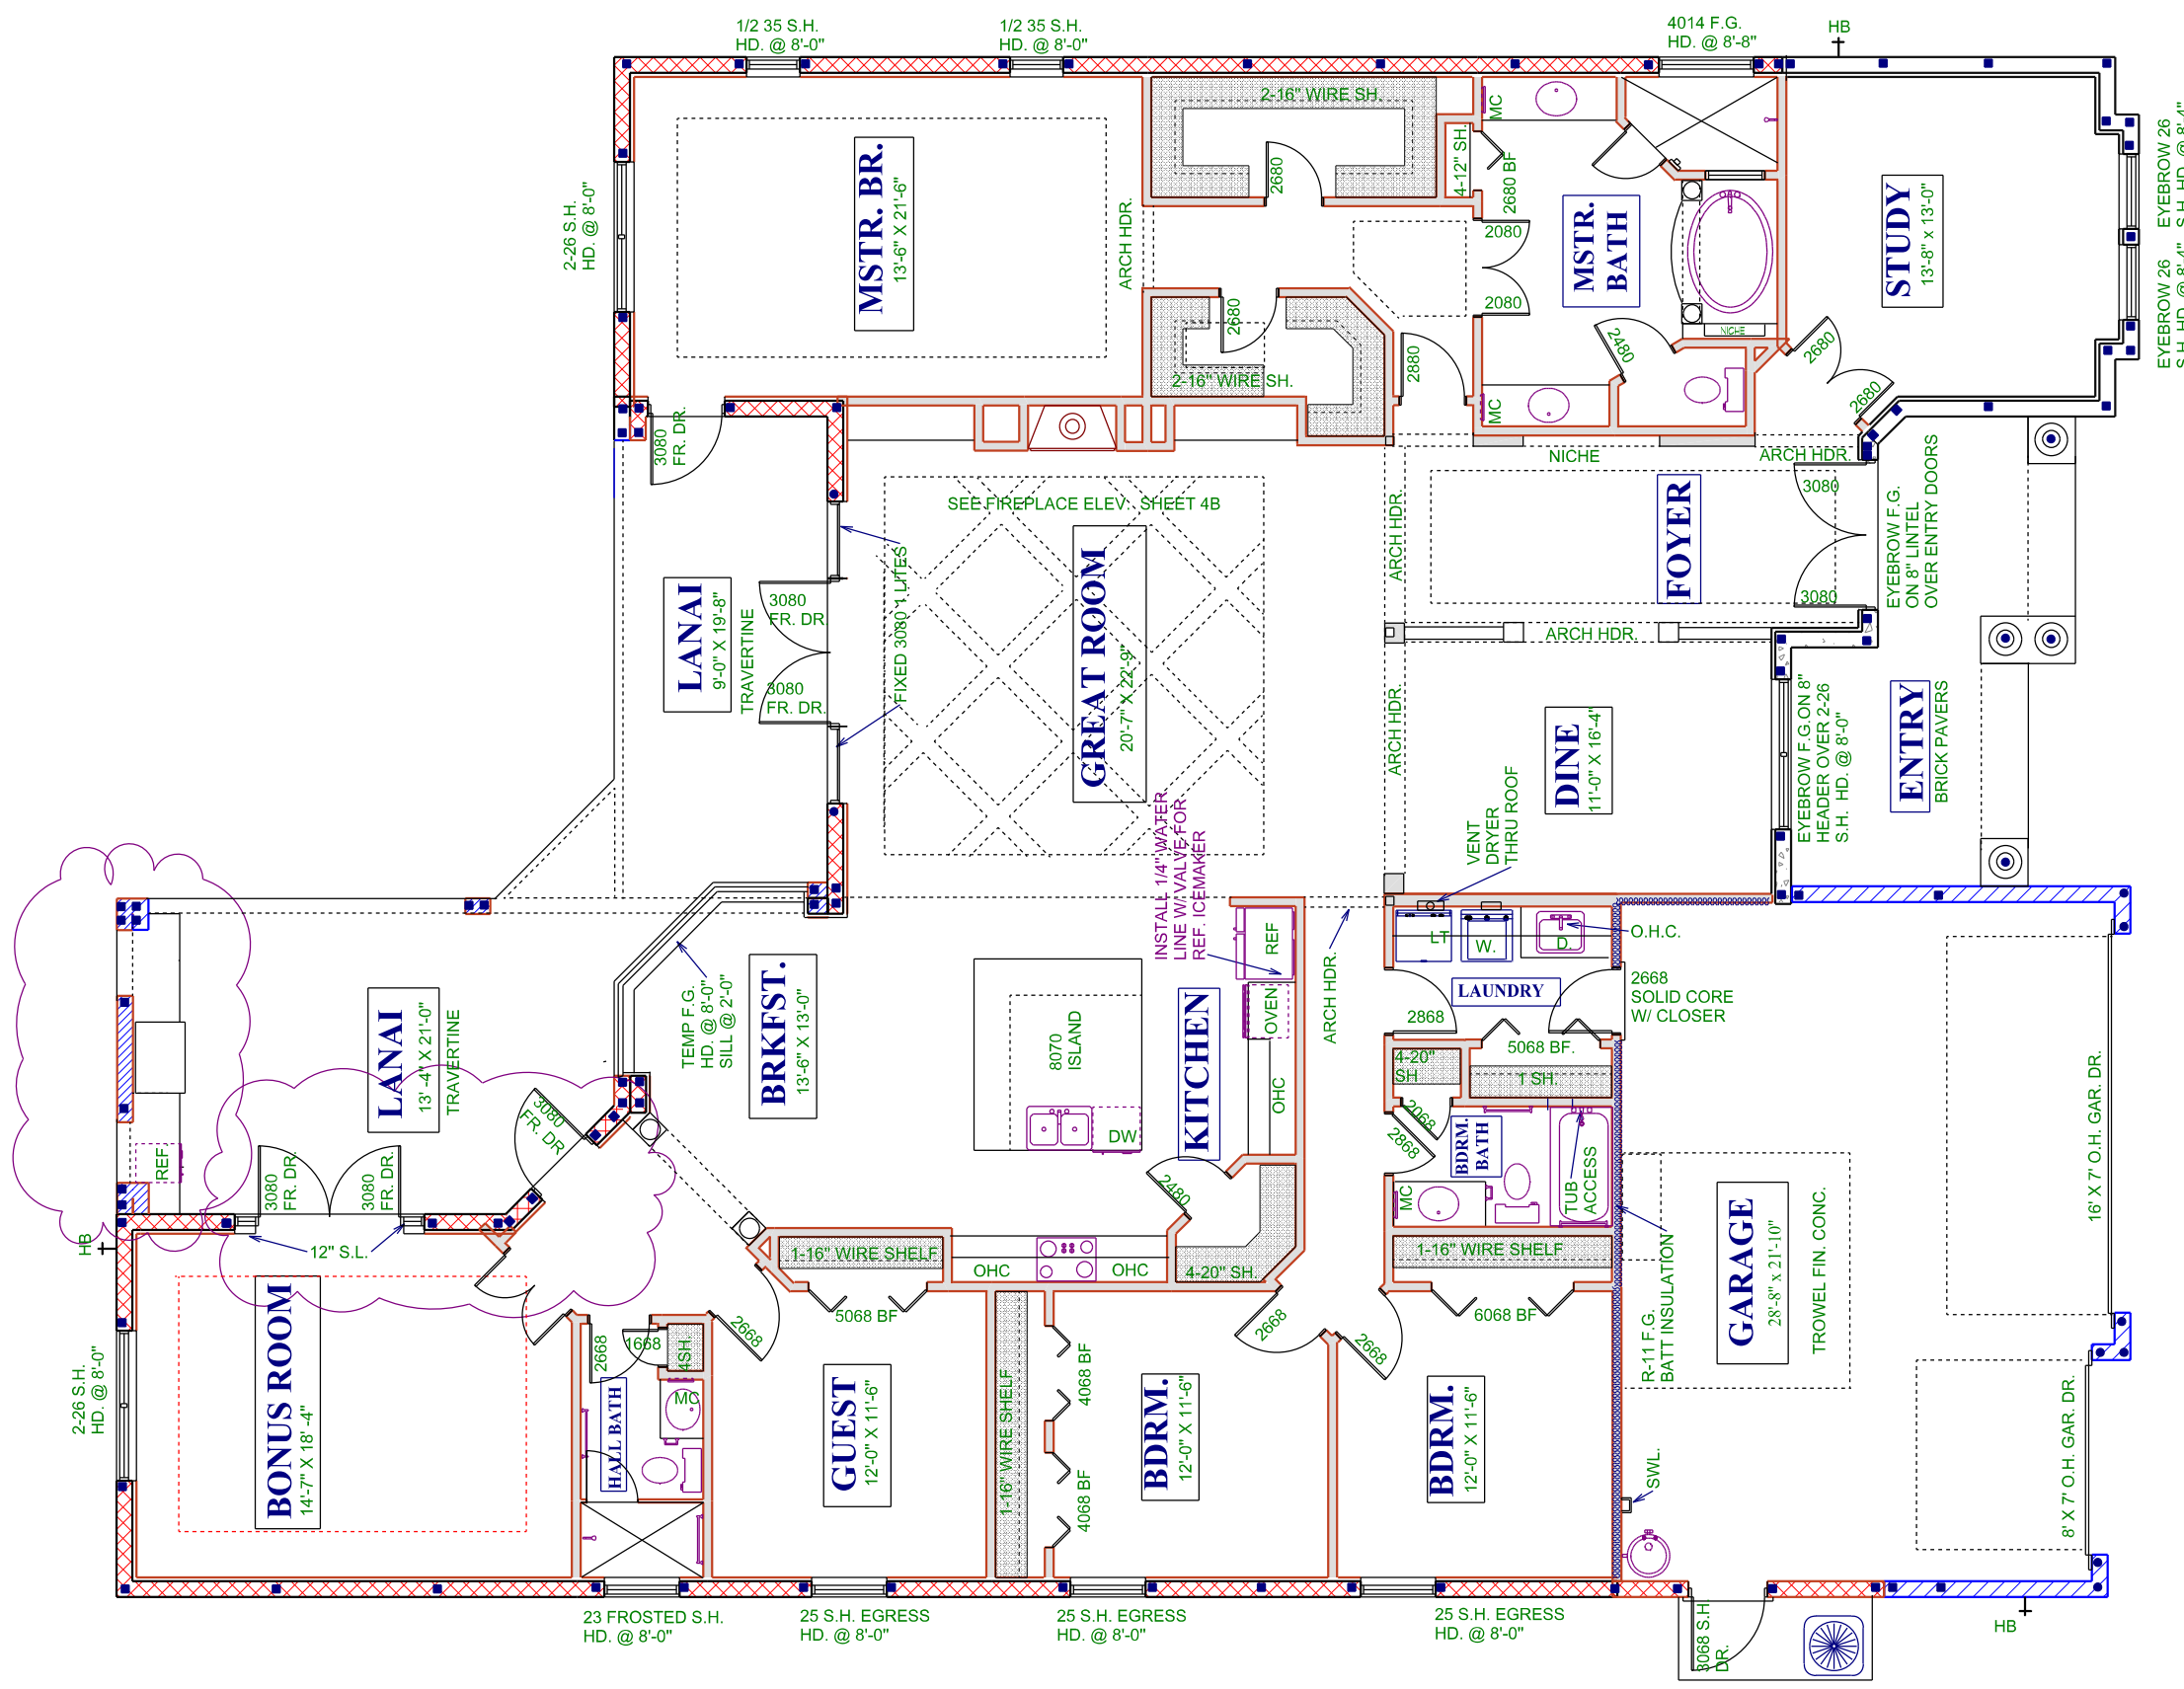 1/2 35 S.H.
HD. @ 8'-0"
1/2 35 S.H.
HD. @ 8'-0"
4014 F.G.
HD. @ 8'-8"
HB
2-26 S.H.
HD. @ 8'-0"
MSTR. BR.
13'-6" X 21'-6"
ARCH HDR.
2-16" WIRE SH.
2680
4-12" SH.
MC
2680 BF
2080
2080
MSTR.
BATH
NICHE
2480
STUDY
13'-8" x 13'-0"
EYEBROW 26
S.H. HD. @ 8'-4"
EYEBROW 26
S.H. HD. @ 8'-4"
2680
2-16" WIRE SH.
2880
MC
2680
2680
3080
FR. DR.
NICHE
ARCH HDR.
SEE FIREPLACE ELEV. SHEET 4B
ARCH HDR.
FOYER
3080
3080
EYEBROW F.G.
ON 8" LINTEL
OVER ENTRY DOORS
LANAI
9'-0" X 19'-8"
TRAVERTINE
3080
FR. DR.
3080
FR. DR.
FIXED 3080 1 LITES
GREAT ROOM
20'-7" X 22'-9"
ARCH HDR.
ARCH HDR.
DINE
11'-0" X 16'-4"
EYEBROW F.G.ON 8"
HEADER OVER 2-26
S.H. HD. @ 8'-0"
ENTRY
BRICK PAVERS
INSTALL 1/4" WATER
LINE W/VALVE FOR
REF. ICEMAKER
VENT
DRYER
THRU ROOF
LANAI
13' -4" X 21'-0"
TRAVERTINE
REF
TEMP F.G.
HD. @ 8'-0"
SILL @ 2'-0"
BRKFST.
13'-6" X 13'-0"
8070
ISLAND
DW
KITCHEN
REF
OVEN
OHC
ARCH HDR.
LT
W.
D.
O.H.C.
LAUNDRY
2868
2668
SOLID CORE
W/ CLOSER
5068 BF.
4-20"
SH
1 SH.
2068
2868
BDRM.
BATH
MC
TUB
ACCESS
16' X 7' O.H. GAR. DR.
3080
FR. DR.
3080
FR. DR.
3080
FR. DR
HB
12" S.L.
2480
1-16" WIRE SHELF
OHC
OHC
4-20" SH.
1-16" WIRE SHELF
R-11 F.G.
BATT INSULATION
GARAGE
28'-8" x 21'-10"
TROWEL FIN. CONC.
2-26 S.H.
HD. @ 8'-0"
BONUS ROOM
14'-7" X 18' -4"
2668
1668
4SH.
MC
HALL BATH
2668
5068 BF
GUEST
12'-0" X 11'-6"
1-16" WIRE SHELF
4068 BF
4068 BF
BDRM.
12'-0" X 11'-6"
2668
2668
6068 BF
BDRM.
12'-0" X 11'-6"
SWL.
8' X 7' O.H. GAR. DR.
23 FROSTED S.H.
HD. @ 8'-0"
25 S.H. EGRESS
HD. @ 8'-0"
25 S.H. EGRESS
HD. @ 8'-0"
25 S.H. EGRESS
HD. @ 8'-0"
3068 S.H
DR.
HB